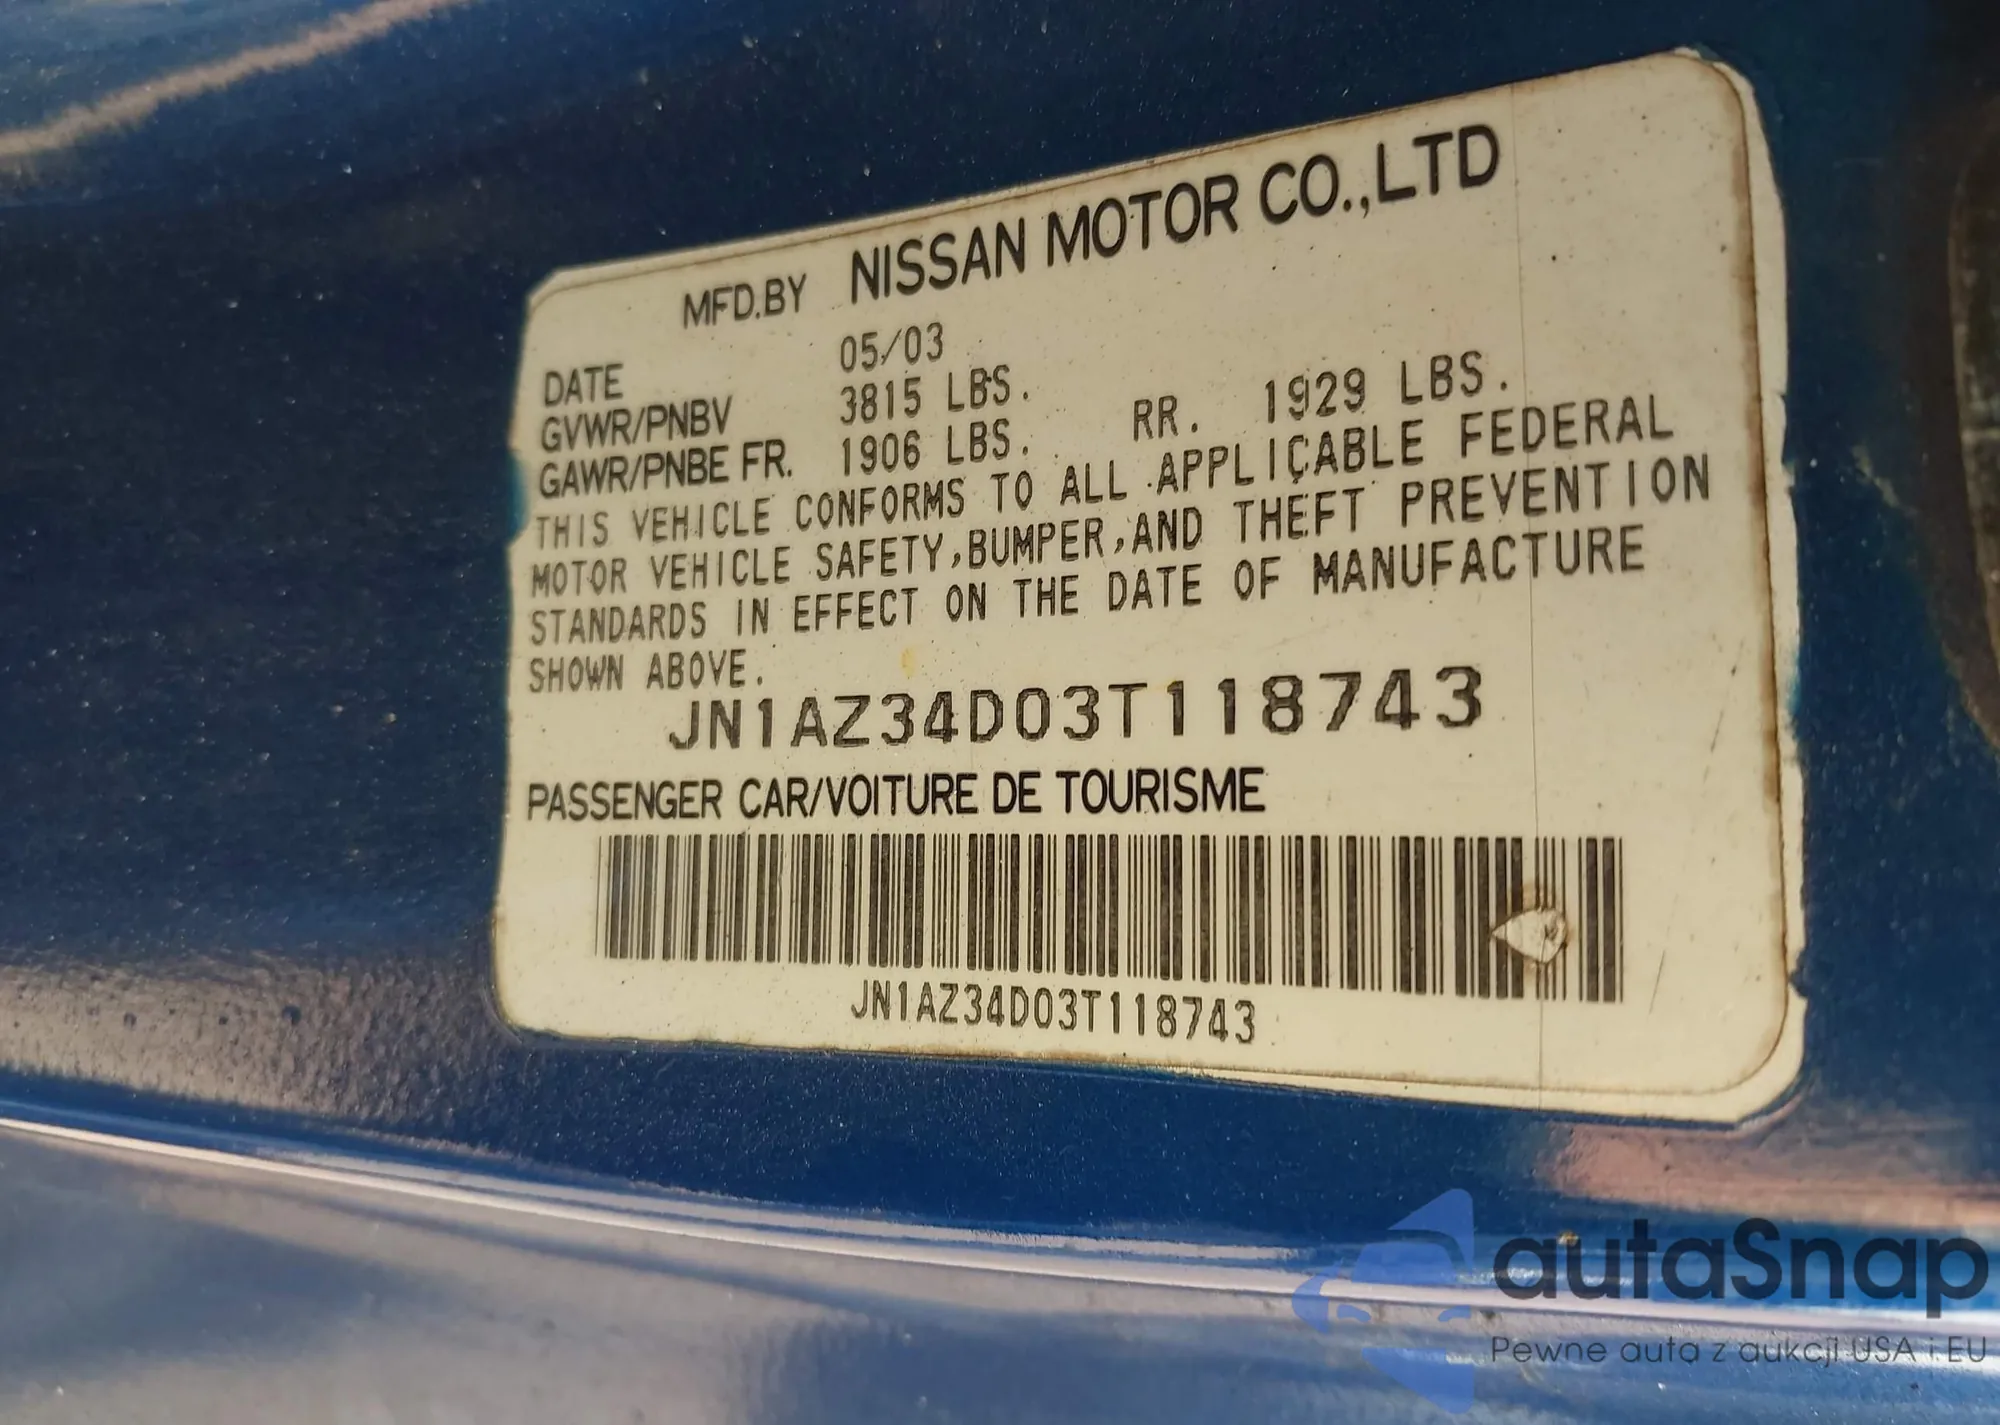 MFD.BY NISSAN MOTOR CO.,LTD
DATE 05/03
GVWR/PNBV 3815 LBS.
GAWR/PNBE FR. 1906 LBS. RR. 1929 LBS.
THIS VEHICLE CONFORMS TO ALL APPLICABLE FEDERAL
MOTOR VEHICLE SAFETY,BUMPER,AND THEFT PREVENTION
STANDARDS IN EFFECT ON THE DATE OF MANUFACTURE
SHOWN ABOVE.
JN1AZ34D03T118743
PASSENGER CAR/VOITURE DE TOURISME
JN1AZ34D03T118743
autaSnap
Pewne auta z aukcji USA i EU